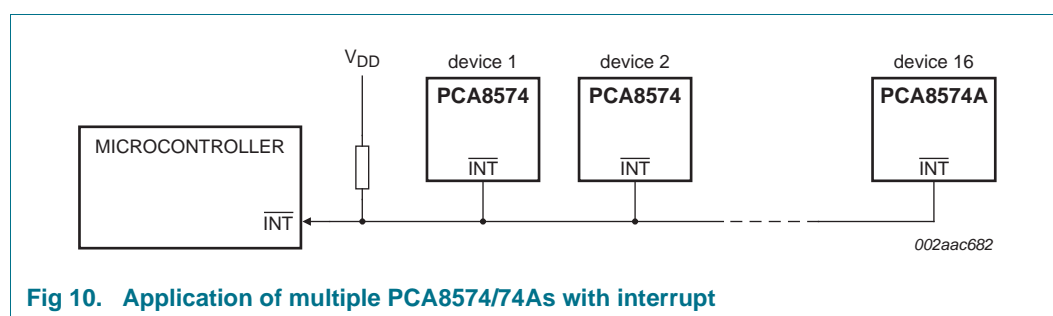 V_DD device 1 device 2 device 16
PCA8574 PCA8574 PCA8574A
MICROCONTROLLER
INT INT INT
INT
002aac682
Fig 10. Application of multiple PCA8574/74As with interrupt